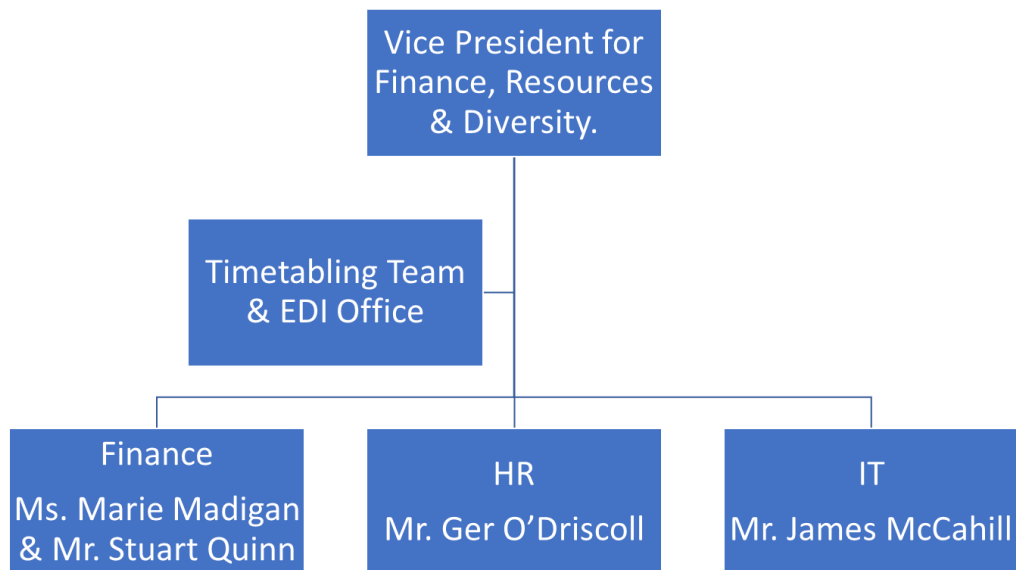 Vice President for
Finance, Resources
& Diversity.
Timetabling Team
& EDI Office
Finance
Ms. Marie Madigan
& Mr. Stuart Quinn
HR
Mr. Ger O’Driscoll
IT
Mr. James McCahill